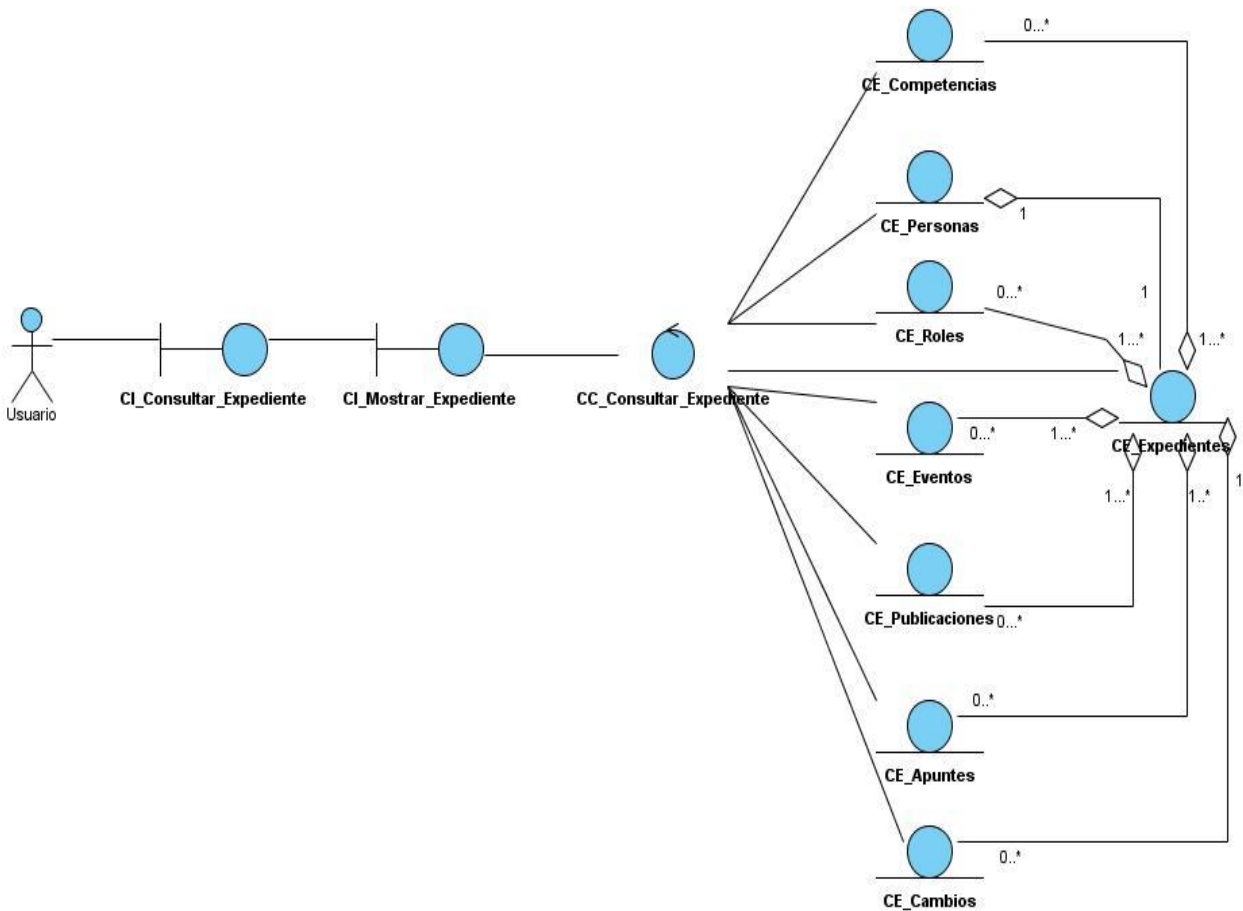 0...*
CE_Competencias
CE_Personas
1
0...*
1
CE_Roles
1...*
1...*
Usuario
CI_Consultar_Expediente
CI_Mostrar_Expediente
CC_Consultar_Expediente
0...*
1...*
CE_Expedientes
CE_Eventos
1
1...*
1..*
CE_Publicaciones
0...*
0..*
CE_Apuntes
0..*
CE_Cambios